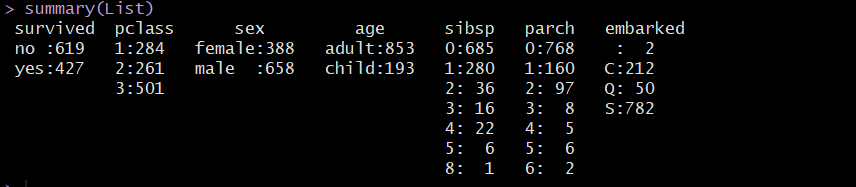 > summary(List)
 survived  pclass      sex          age      sibsp   parch   embarked
 no :619   1:284   female:388   adult:853   0:685   0:768    :  2
 yes:427   2:261   male  :658   child:193   1:280   1:160   C:212
           3:501                            2: 36   2: 97   Q: 50
                                            3: 16   3:  8   S:782
                                            4: 22   4:  5
                                            5:  6   5:  6
                                            8:  1   6:  2
>